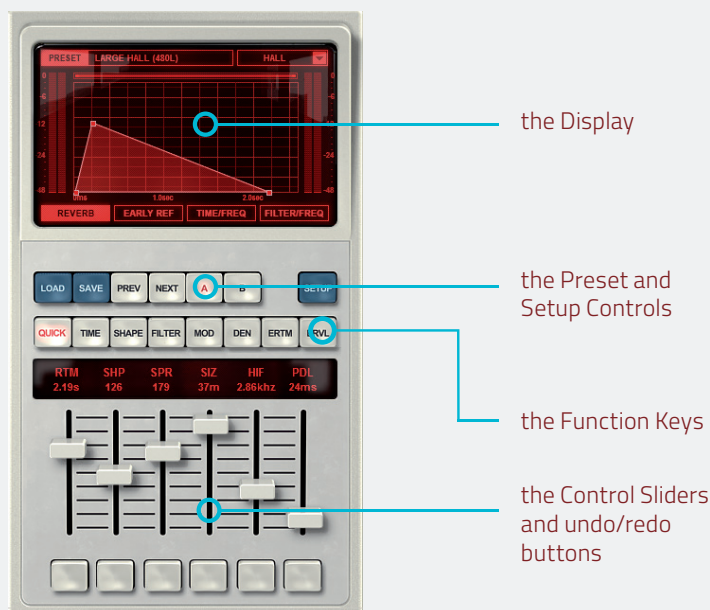 PRESET LARGE HALL (480L) HALL
0 0
-6 -6
-12 -12
-24 -24
-48 -48
0ms 1.0sec 2.0sec
REVERB EARLY REF TIME/FREQ FILTER/FREQ
the Display
LOAD SAVE PREV NEXT A B SETUP
the Preset and
Setup Controls
QUICK TIME SHAPE FILTER MOD DEN ERTM
RTM SHP SPR SIZ HIF PDL
2.19s 126 179 37m 2.86khz 24ms
the Function Keys
the Control Sliders
and undo/redo
buttons